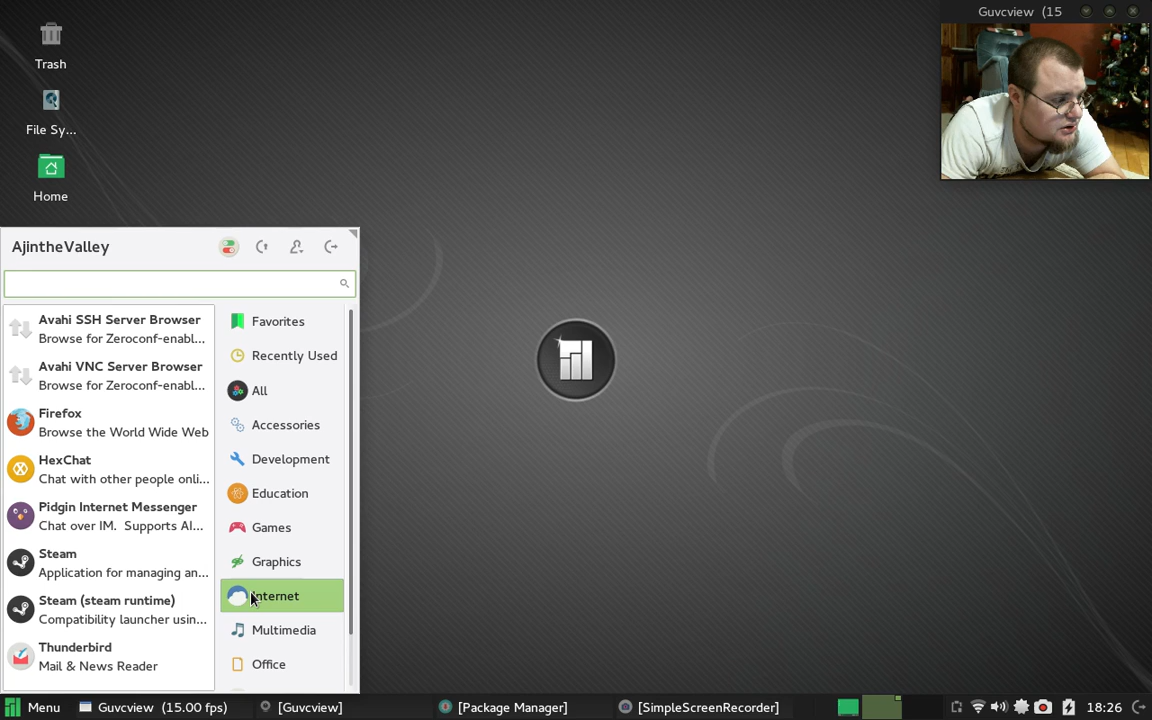 Guvcview (15
Trash
File Sy...
Home
AjintheValley
Avahi SSH Server Browser
Browse for Zeroconf-enabl...
Avahi VNC Server Browser
Browse for Zeroconf-enabl...
Firefox
Browse the World Wide Web
HexChat
Chat with other people onli...
Pidgin Internet Messenger
Chat over IM. Supports AI...
Steam
Application for managing an...
Steam (steam runtime)
Compatibility launcher usin...
Thunderbird
Mail & News Reader
Favorites
Recently Used
All
Accessories
Development
Education
Games
Graphics
Internet
Multimedia
Office
Menu
Guvcview (15.00 fps)
[Guvcview]
[Package Manager]
[SimpleScreenRecorder]
18:26